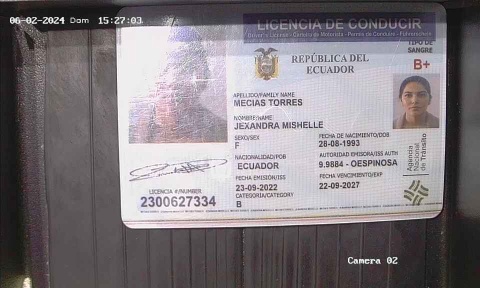 06-02-2024 Dom 15:27:03
LICENCIA DE CONDUCIR
TIPO DE
SANGRE
B+
REPÚBLICA DEL
ECUADOR
APELLIDO/FAMILY NAME
MECIAS TORRES
NOMBRE/NAME
JEXANDRA MISHELLE
SEXO/SEX
F
FECHA DE NACIMIENTO/DOB
28-08-1993
NACIONALIDAD/POB
ECUADOR
AUTORIDAD EMISORA/ISS AUTH
9.9884 - OESPINOSA
FECHA EMISIÓN/ISS
23-09-2022
FECHA VENCIMIENTO/EXP
22-09-2027
CATEGORIA/CATEGORY
B
LICENCIA #/NUMBER
2300627334
Agencia
Nacional
de Tránsito
Camera 02